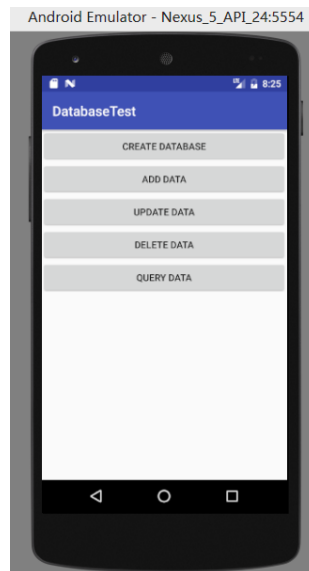 Android Emulator - Nexus_5_API_24:5554
8:25
DatabaseTest
CREATE DATABASE
ADD DATA
UPDATE DATA
DELETE DATA
QUERY DATA